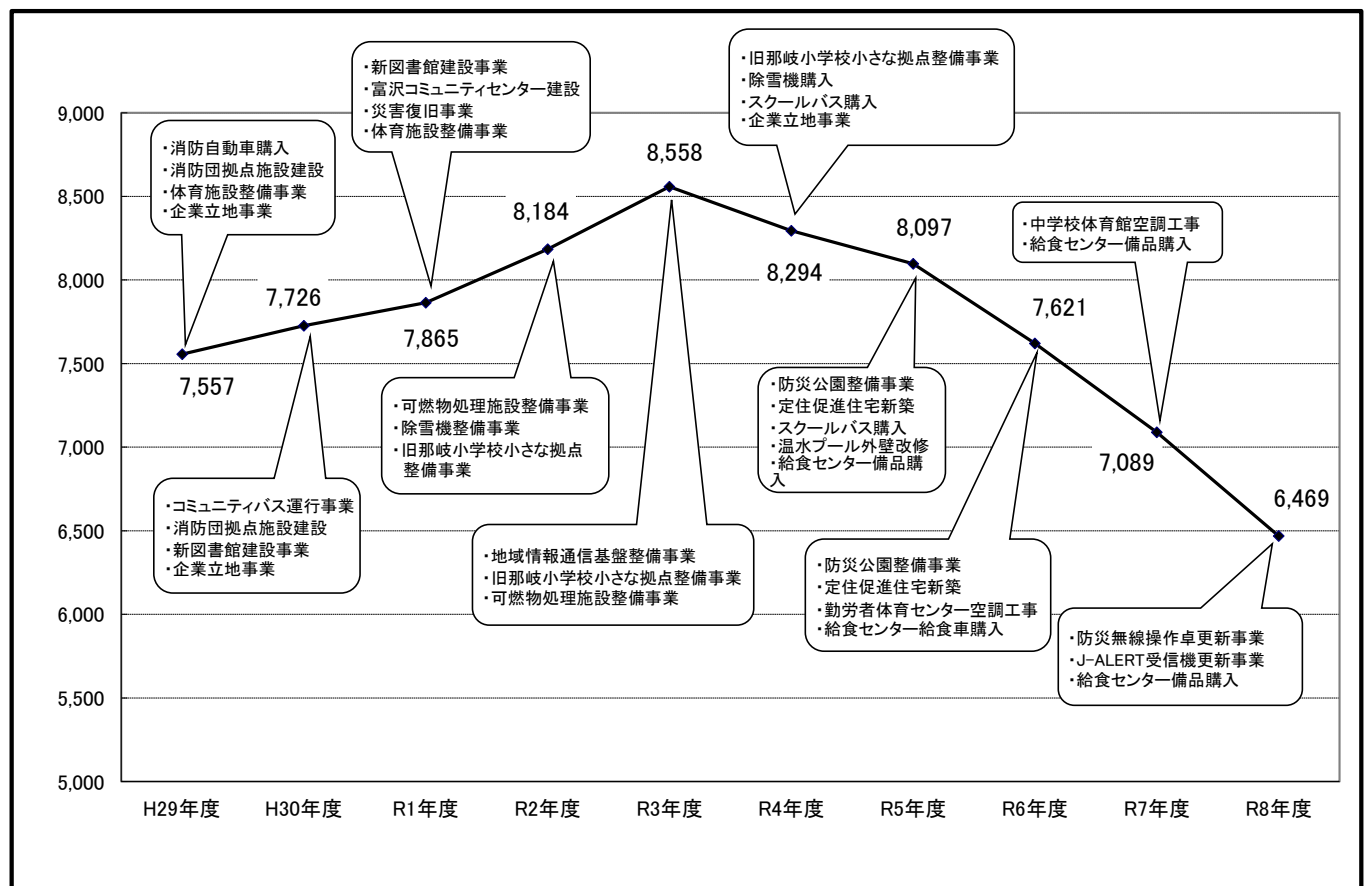 ・新図書館建設事業
・富沢コミュニティセンター建設
・災害復旧事業
・体育施設整備事業
・旧那岐小学校小さな拠点整備事業
・除雪機購入
・スクールバス購入
・企業立地事業
・消防自動車購入
・消防団拠点施設建設
・体育施設整備事業
・企業立地事業
・中学校体育館空調工事
・給食センター備品購入
9,000
8,500
8,000
7,500
7,000
6,500
6,000
5,500
5,000
7,557
7,726
7,865
8,184
8,558
8,294
8,097
7,621
7,089
6,469
・コミュニティバス運行事業
・消防団拠点施設建設
・新図書館建設事業
・企業立地事業
・可燃物処理施設整備事業
・除雪機整備事業
・旧那岐小学校小さな拠点
整備事業
・地域情報通信基盤整備事業
・旧那岐小学校小さな拠点整備事業
・可燃物処理施設整備事業
・防災公園整備事業
・定住促進住宅新築
・スクールバス購入
・温水プール外壁改修
・給食センター備品購
入
・防災公園整備事業
・定住促進住宅新築
・勤労者体育センター空調工事
・給食センター給食車購入
・防災無線操作卓更新事業
・J-ALERT受信機更新事業
・給食センター備品購入
H29年度
H30年度
R1年度
R2年度
R3年度
R4年度
R5年度
R6年度
R7年度
R8年度